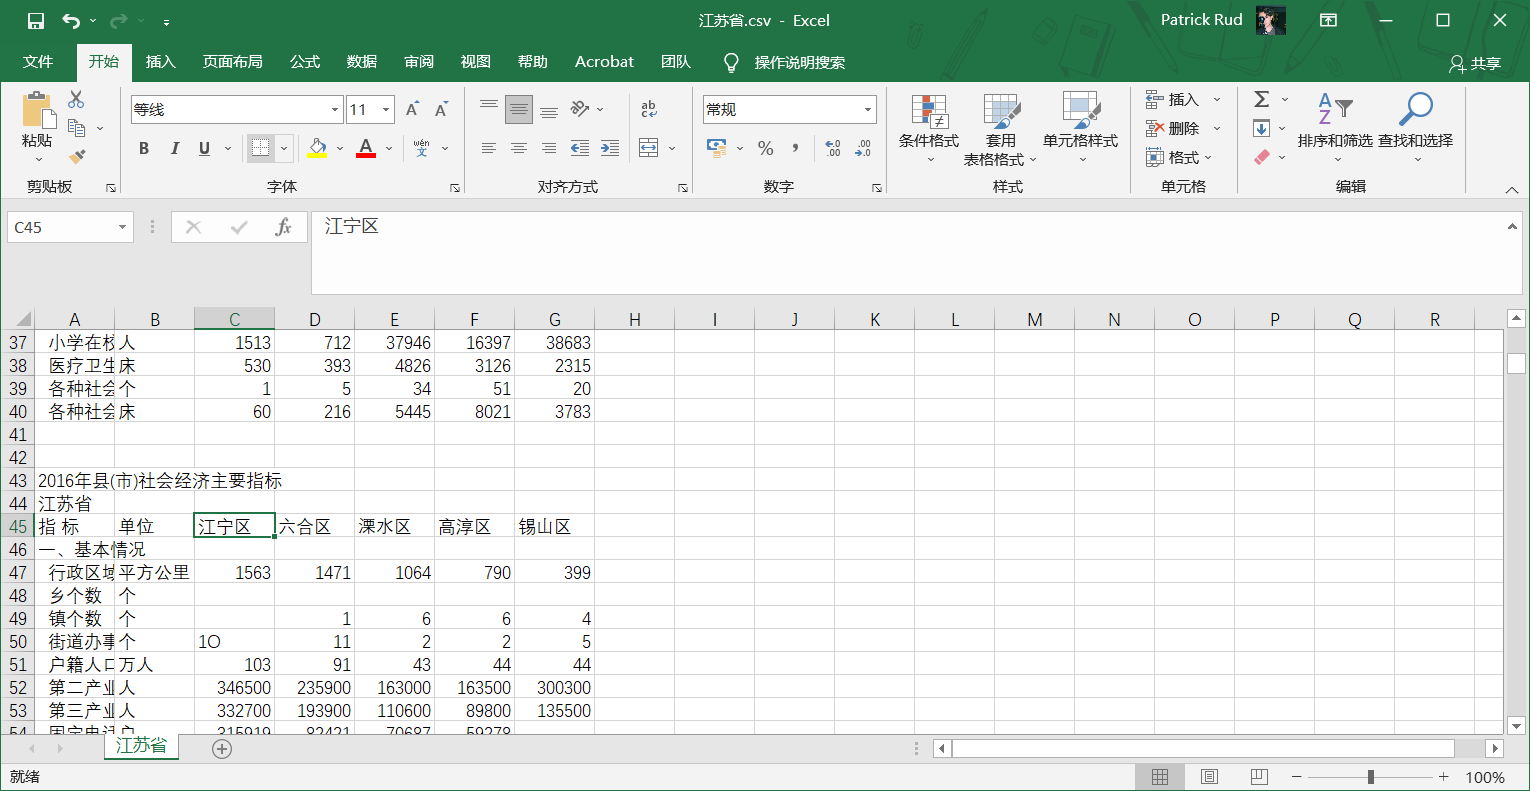 江苏省.csv - Excel
Patrick Rud
文件 开始 插入 页面布局 公式 数据 审阅 视图 帮助 Acrobat 团队 操作说明搜索 共享
等线 11 常规
粘贴 条件格式 套用 表格格式 单元格样式 插入 删除 格式 排序和筛选 查找和选择
剪贴板 字体 对齐方式 数字 样式 单元格 编辑
C45 fx 江宁区
A B C D E F G H I J K L M N O P Q R
37 小学在校 人 1513 712 37946 16397 38683
38 医疗卫生 床 530 393 4826 3126 2315
39 各种社会 个 1 5 34 51 20
40 各种社会 床 60 216 5445 8021 3783
41
42
43 2016年县(市)社会经济主要指标
44 江苏省
45 指 标 单位 江宁区 六合区 溧水区 高淳区 锡山区
46 一、基本情况
47 行政区域 平方公里 1563 1471 1064 790 399
48 乡个数 个
49 镇个数 个 1 6 6 4
50 街道办事 个 1O 11 2 2 5
51 户籍人口 万人 103 91 43 44 44
52 第二产业 人 346500 235900 163000 163500 300300
53 第三产业 人 332700 193900 110600 89800 135500
54 固定电话 户 315919 82421 70687 59278
江苏省
就绪 100%